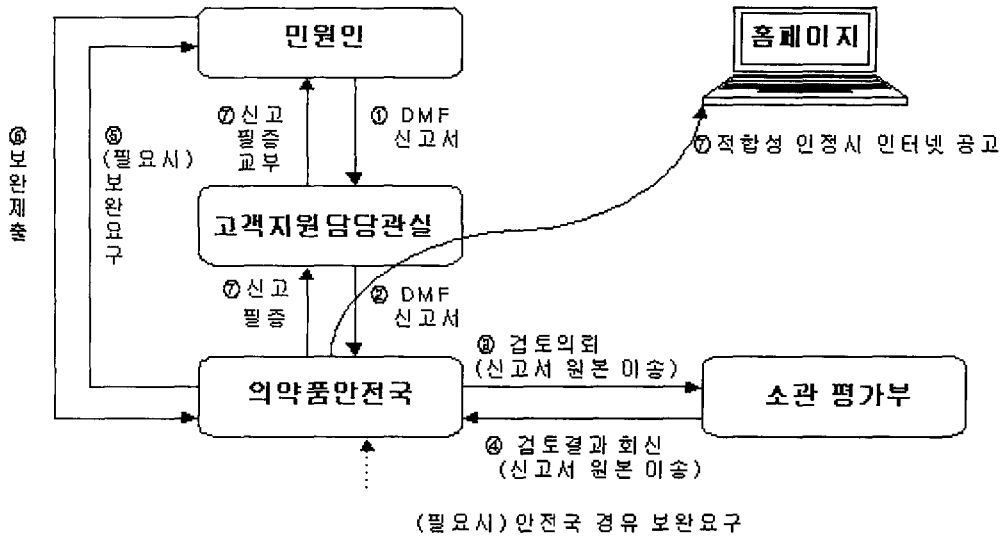 민원인
홈페이지
⑦신고
필증
교부
① DMF
신고서
⑦적합성 인정시 인터넷 공고
⑥
보
완
제
출
⑤
(필요시)
보
완
요
구
고객지원담당관실
⑦신고
필증
② DMF
신고서
③ 검토의뢰
(신고서 원본 이송)
의약품안전국
소관 평가부
④ 검토결과 회신
(신고서 원본 이송)
(필요시)안전국 경유 보완요구